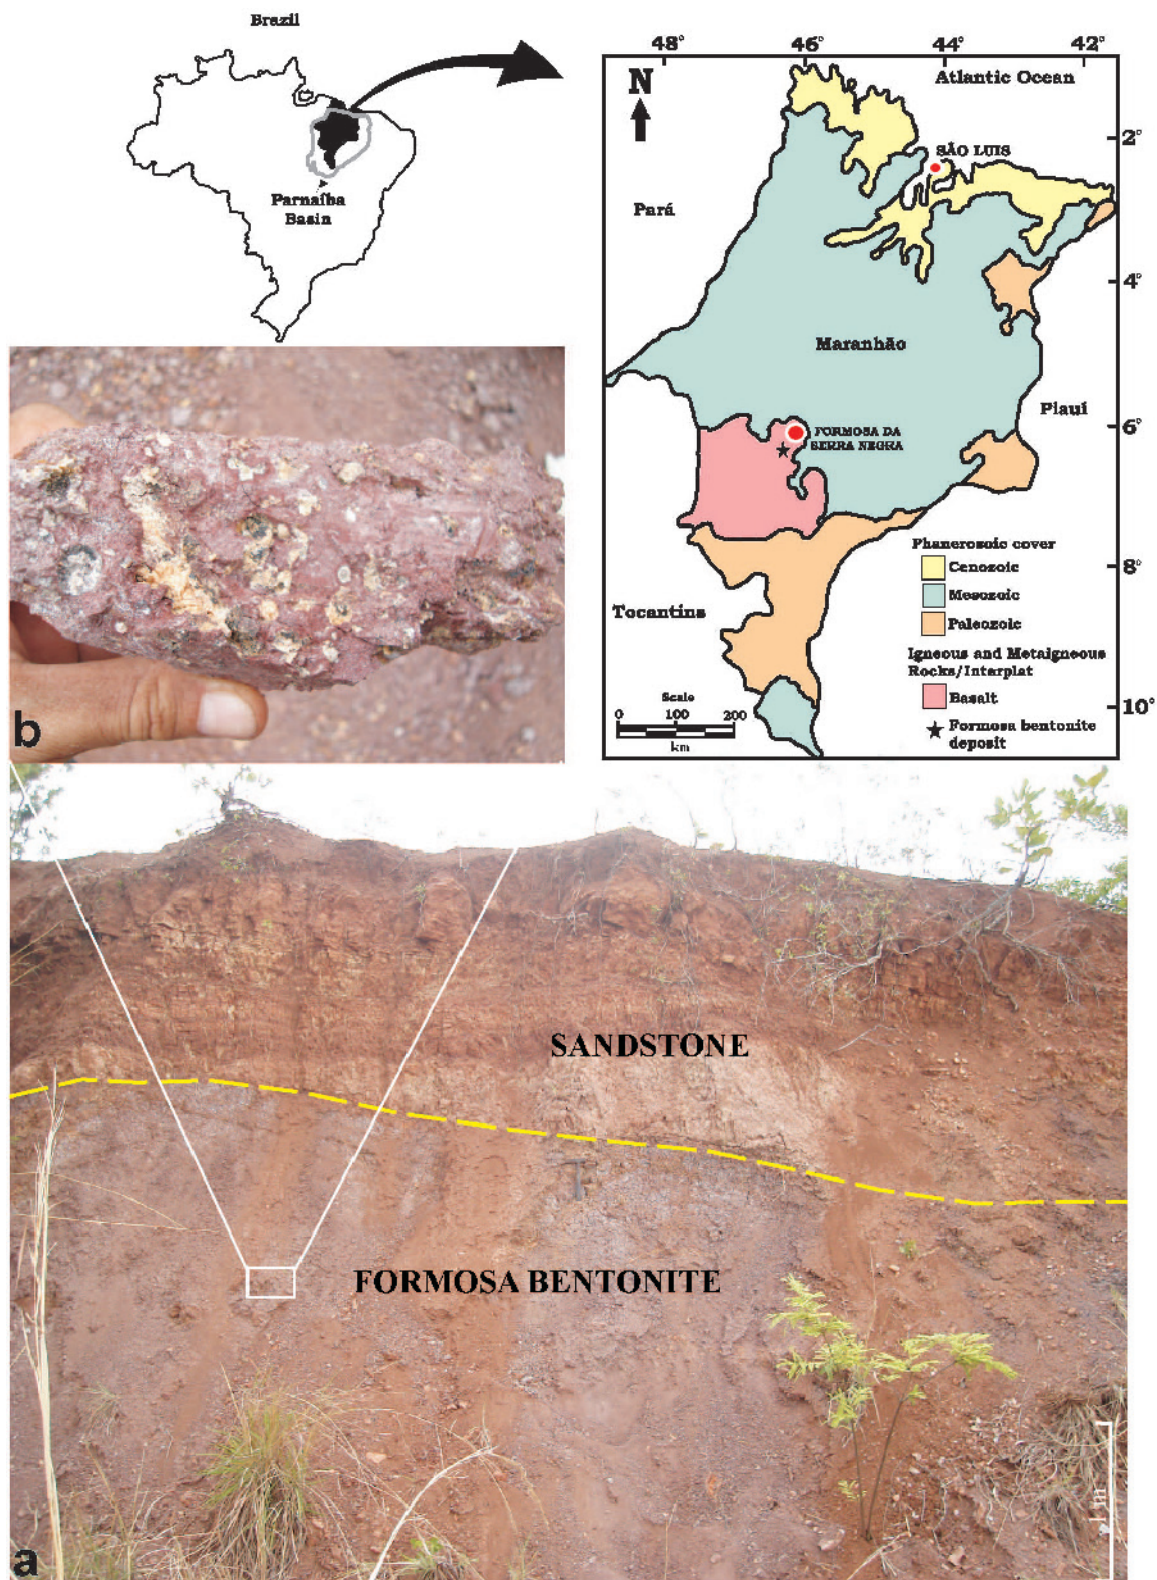 Brazil
Parnaíba
Basin
48°
46°
44°
42°
N
Atlantic Ocean
2°
SÃO LUIS
Pará
4°
Maranhão
Piauí
6°
FORMOSA DA
SERRA NEGRA
Phanerosoic cover
8°
Cenozoic
Mesozoic
Tocantins
Paleozoic
Igneous and Metaigneous
Rocks/Interplat
Scale
Basalt
10°
0 100 200
km
Formosa bentonite
deposit
b
SANDSTONE
FORMOSA BENTONITE
1 m
a